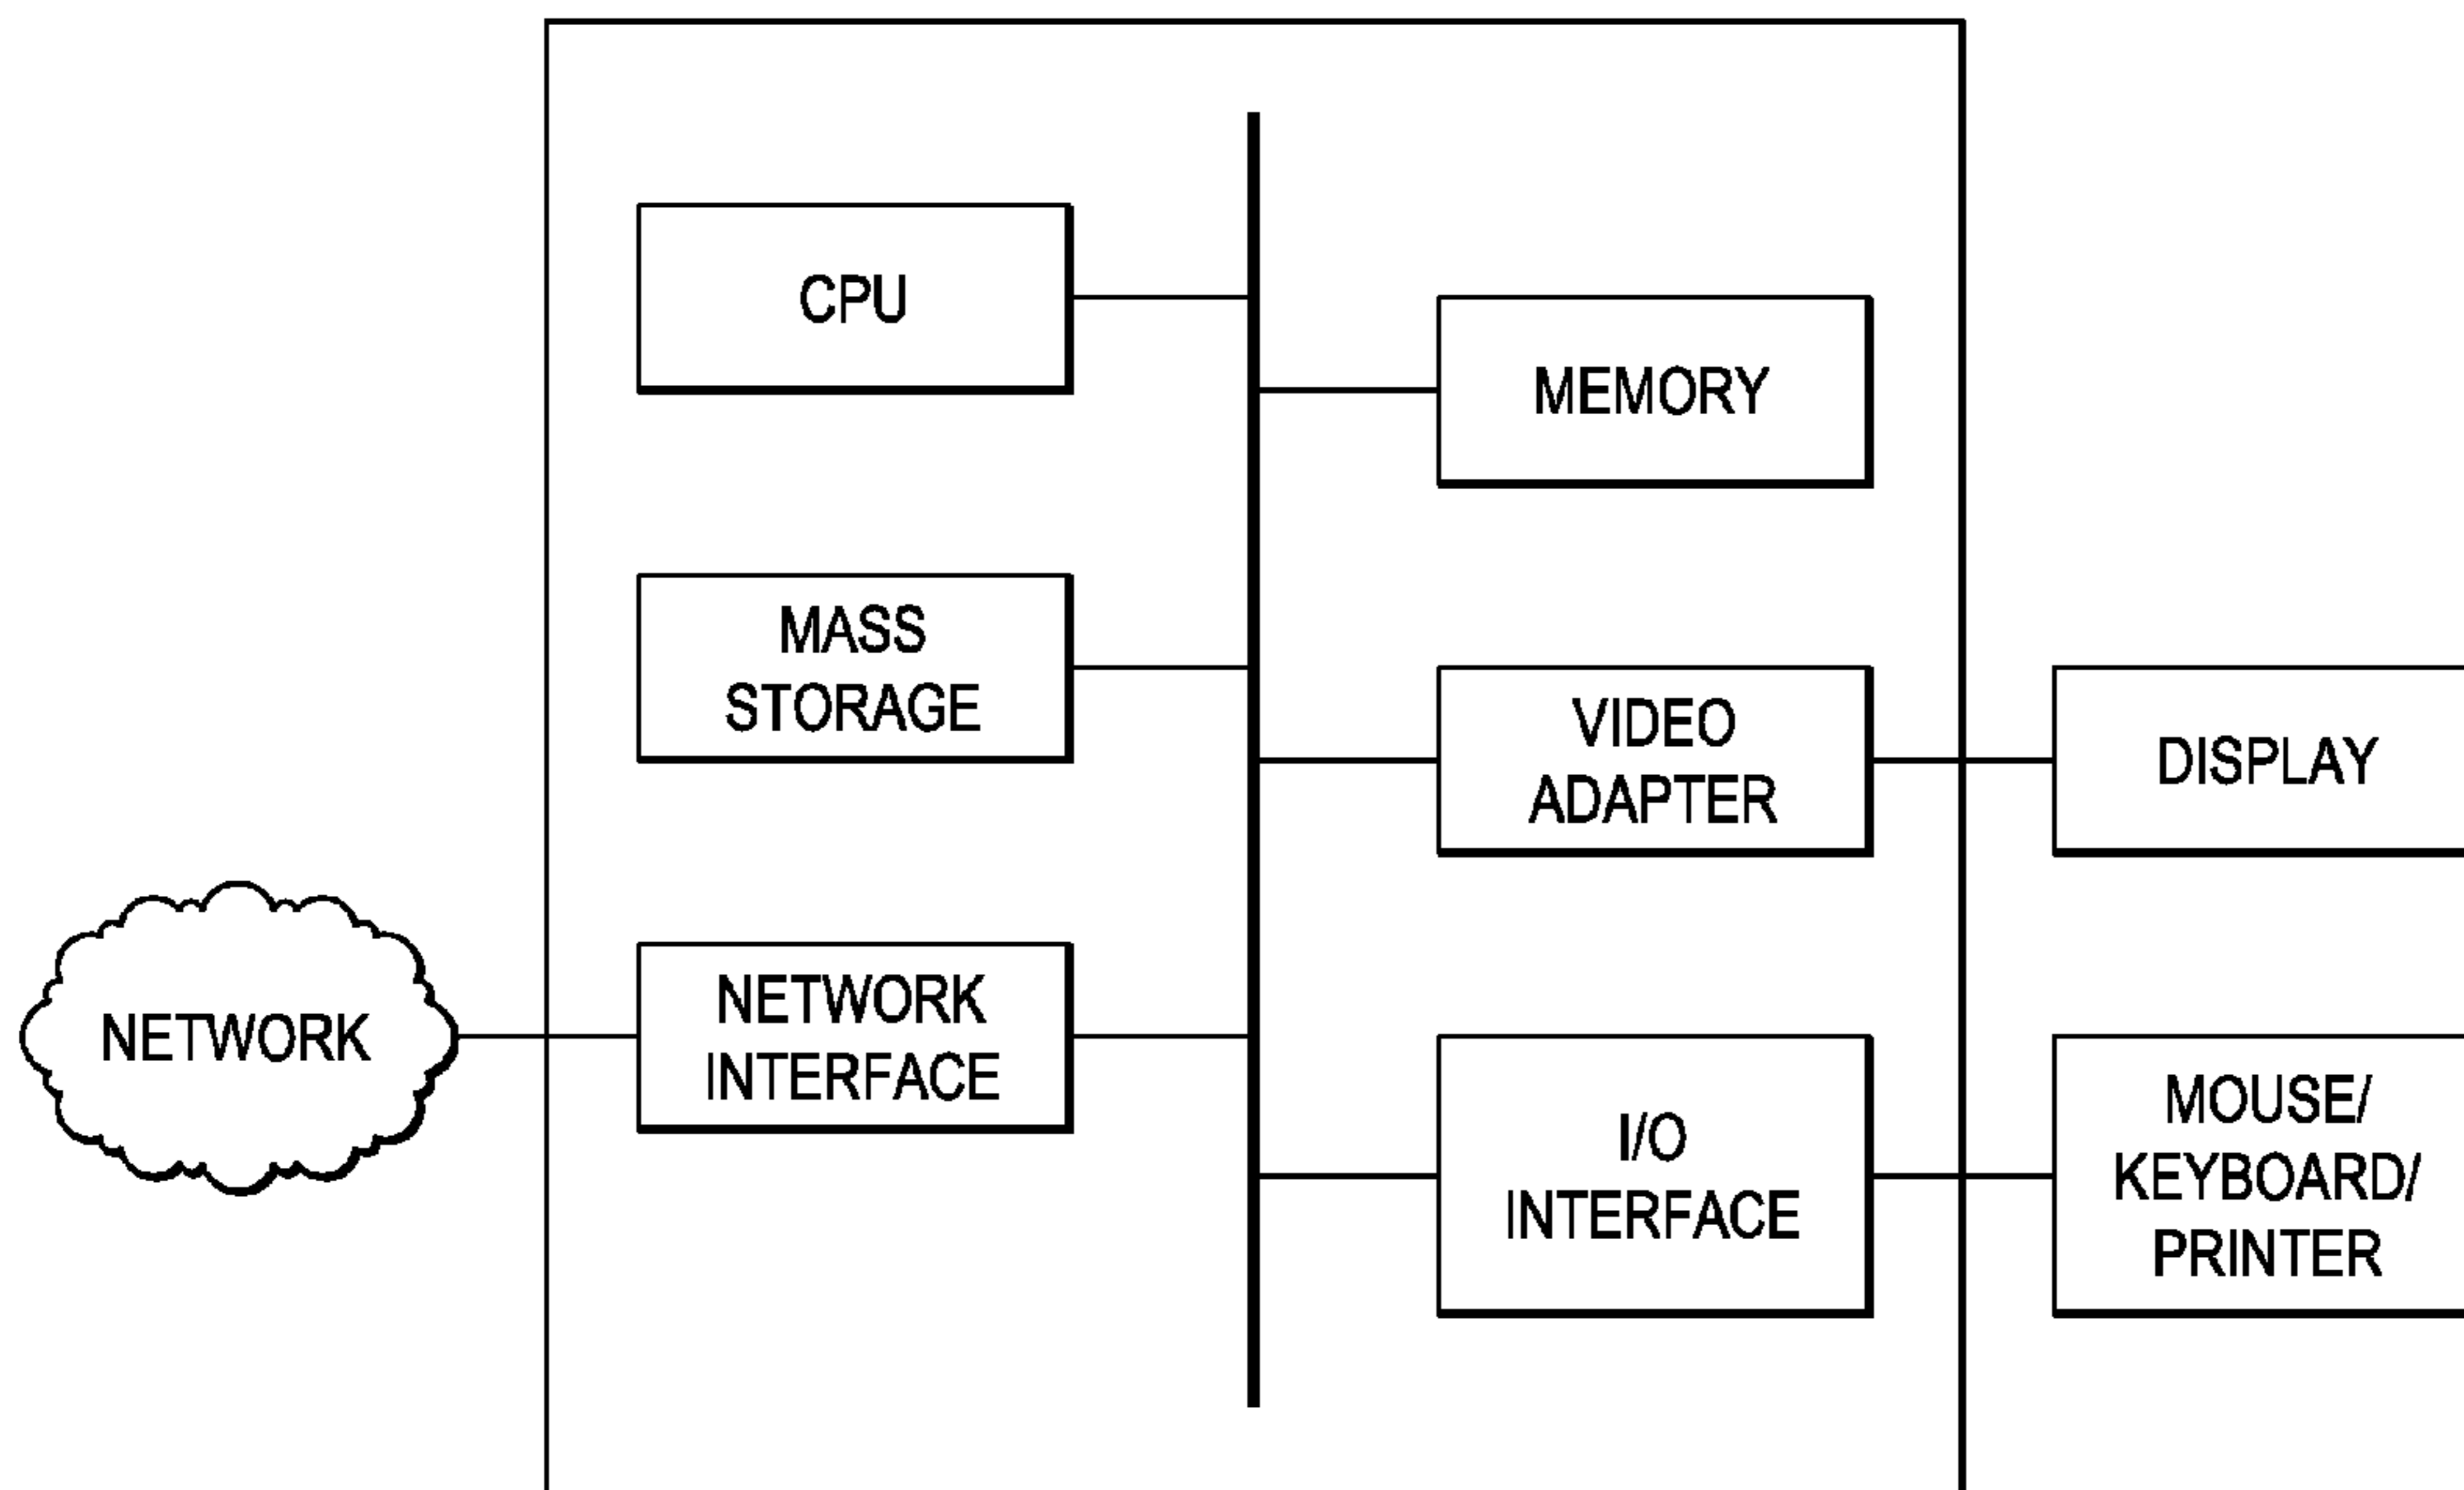 CPU
MEMORY
MASS
STORAGE
VIDEO
ADAPTER
DISPLAY
NETWORK
NETWORK
INTERFACE
I/O
INTERFACE
MOUSE/
KEYBOARD/
PRINTER